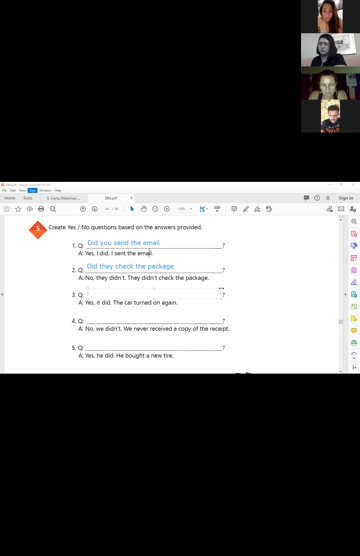 Home Tools SBA.pdf Sign In
5 Create Yes / No questions based on the answers provided.
1. Q: Did you send the email ?
A: Yes, I did. I sent the email.
2. Q: Did they check the package ?
A: No, they didn't. They didn't check the package.
3. Q: ?
A: Yes, it did. The car turned on again.
4. Q: ?
A: No, we didn't. We never received a copy of the receipt.
5. Q: ?
A: Yes, he did. He bought a new tire.